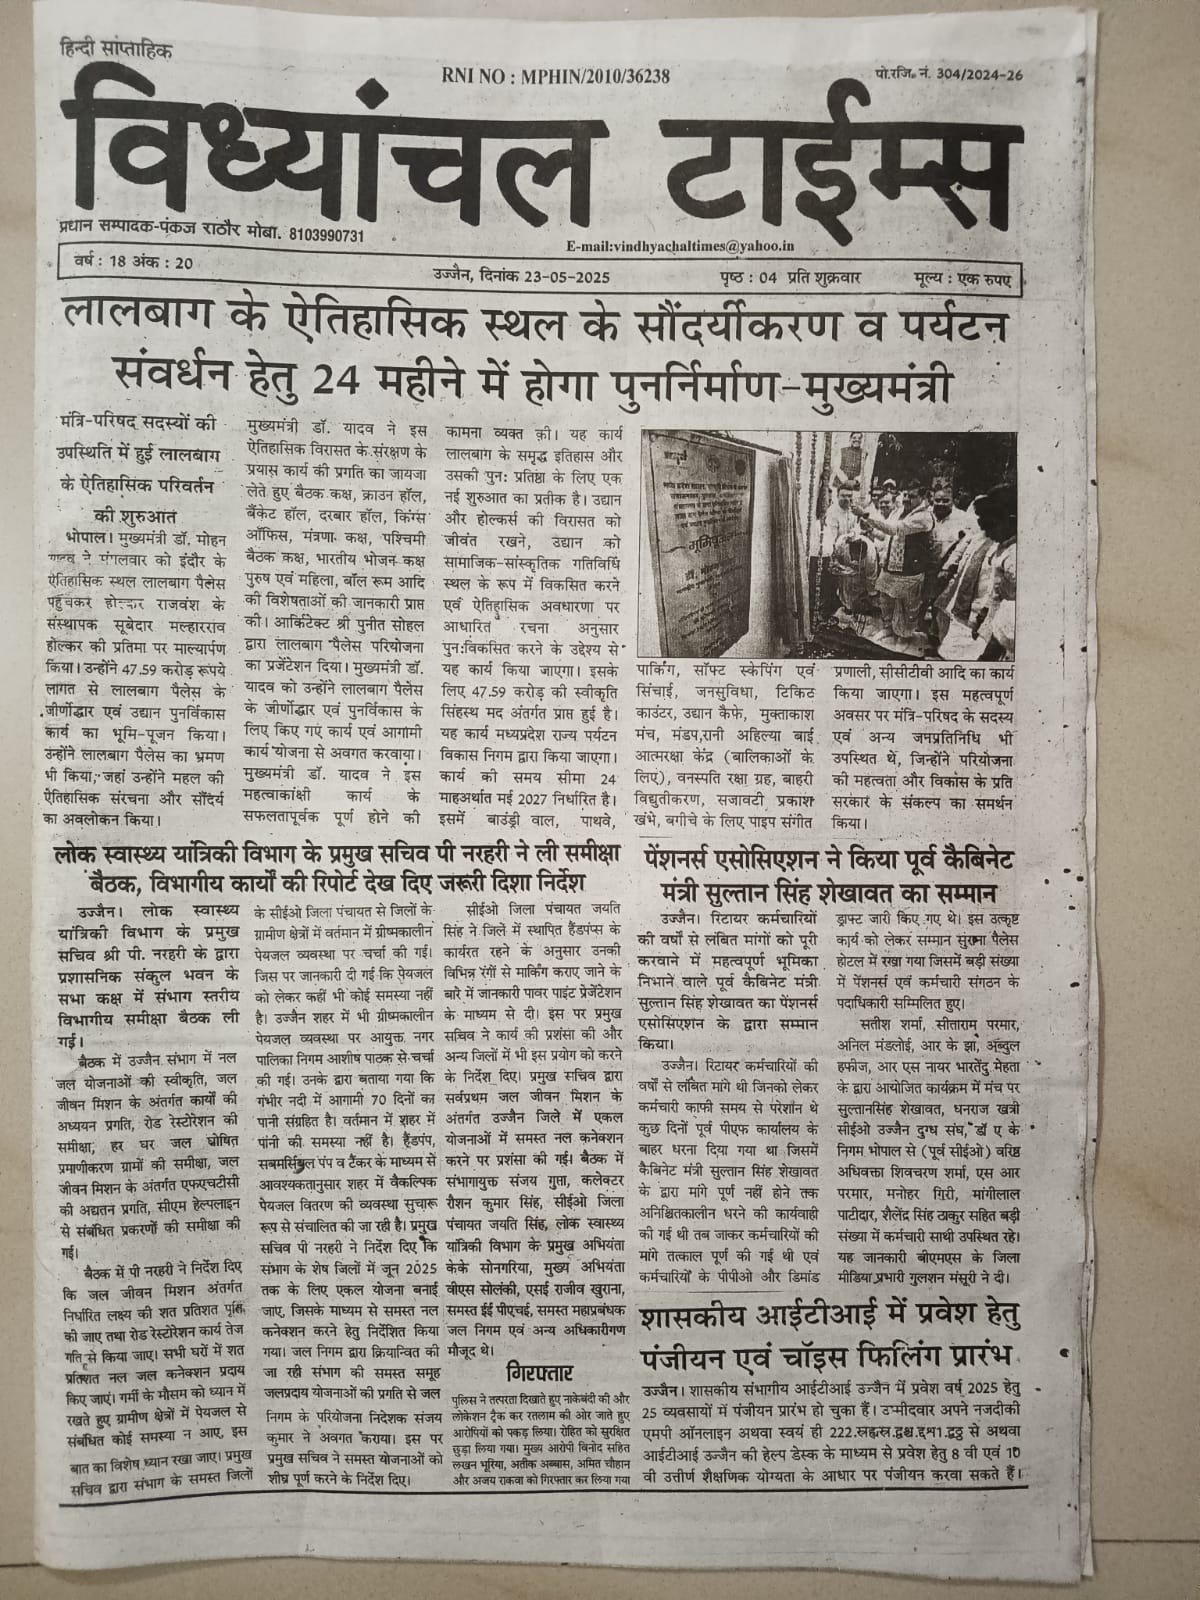 हिन्दी साप्ताहिक
RNI NO : MPHIN/2010/36238
पो.रजि. नं. 304/2024-26
विध्यांचल टाईम्स
प्रधान सम्पादक-पंकज राठौर मोबा. 8103990731
E-mail:vindhyachaltimes@yahoo.in
वर्ष : 18 अंक : 20
उज्जैन, दिनांक 23-05-2025
पृष्ठ : 04 प्रति शुक्रवार
मूल्य : एक रुपए
लालबाग के ऐतिहासिक स्थल के सौंदर्यीकरण व पर्यटन
संवर्धन हेतु 24 महीने में होगा पुनर्निर्माण-मुख्यमंत्री
मंत्रि-परिषद सदस्यों की
उपस्थिति में हुई लालबाग
के ऐतिहासिक परिवर्तन
की शुरुआत
भोपाल। मुख्यमंत्री डॉ. मोहन
यादव ने मंगलवार को इंदौर के
ऐतिहासिक स्थल लालबाग पैलेस
पहुंचकर होल्कर राजवंश के
संस्थापक सूबेदार मल्हारराव
होल्कर की प्रतिमा पर माल्यार्पण
किया। उन्होंने 47.59 करोड़ रूपये
लागत से लालबाग पैलेस के
जीर्णोद्धार एवं उद्यान पुनर्विकास
कार्य का भूमि-पूजन किया।
उन्होंने लालबाग पैलेस का भ्रमण
भी किया, जहां उन्होंने महल की
ऐतिहासिक संरचना और सौंदर्य
का अवलोकन किया।
मुख्यमंत्री डॉ. यादव ने इस
ऐतिहासिक विरासत के संरक्षण के
प्रयास कार्य की प्रगति का जायजा
लेते हुए बैठक कक्ष, क्राउन हॉल,
बैंकेट हॉल, दरबार हॉल, किंग्स
ऑफिस, मंत्रणा कक्ष, पश्चिमी
बैठक कक्ष, भारतीय भोजन कक्ष
पुरुष एवं महिला, बॉल रूम आदि
की विशेषताओं की जानकारी प्राप्त
की। आर्किटेक्ट श्री पुनीत सोहल
द्वारा लालबाग पैलेस परियोजना
का प्रजेंटेशन दिया। मुख्यमंत्री डॉ.
यादव को उन्होंने लालबाग पैलेस
के जीर्णोद्धार एवं पुनर्विकास के
लिए किए गएं कार्य एवं आगामी
कार्य योजना से अवगत करवाया।
मुख्यमंत्री डॉ. यादव ने इस
महत्वाकांक्षी कार्य के
सफलतापूर्वक पूर्ण होने की
कामना व्यक्त की। यह कार्य
लालबाग के समृद्ध इतिहास और
उसकी पुनः प्रतिष्ठा के लिए एक
नई शुरुआत का प्रतीक है। उद्यान
और होल्कर्स की विरासत को
जीवंत रखने, उद्यान को
सामाजिक-सांस्कृतिक गतिविधि
स्थल के रूप में विकसित करने
एवं ऐतिहासिक अवधारणा पर
आधारित रचना अनुसार
पुन:विकसित करने के उद्देश्य से
यह कार्य किया जाएगा। इसके
लिए 47.59 करोड़ की स्वीकृति
सिंहस्थ मद अंतर्गत प्राप्त हुई है।
यह कार्य मध्यप्रदेश राज्य पर्यटन
विकास निगम द्वारा किया जाएगा।
कार्य की समय सीमा 24
माहअर्थात मई 2027 निर्धारित है।
इसमें बाउंड्री वाल, पाथवे,
भूमिपूजन
पार्किंग, सॉफ्ट स्केपिंग एवं
सिंचाई, जनसुविधा, टिकिट
काउंटर, उद्यान कैफे, मुक्ताकाश
मंच, मंडप,रानी अहिल्या बाई
आत्मरक्षा केंद्र (बालिकाओं के
लिए), वनस्पति रक्षा ग्रह, बाहरी
विद्युतीकरण, सजावटी प्रकाश
खंभे, बगीचे के लिए पाइप संगीत
प्रणाली, सीसीटीवी आदि का कार्य
किया जाएगा। इस महत्वपूर्ण
अवसर पर मंत्रि-परिषद के सदस्य
एवं अन्य जनप्रतिनिधि भी
उपस्थित थे, जिन्होंने परियोजना
की महत्वता और विकास के प्रति
सरकार के संकल्प का समर्थन
किया।
लोक स्वास्थ्य यांत्रिकी विभाग के प्रमुख सचिव पी नरहरी ने ली समीक्षा
बैठक, विभागीय कार्यों की रिपोर्ट देख दिए जरूरी दिशा निर्देश
उज्जैन। लोक स्वास्थ्य
यांत्रिकी विभाग के प्रमुख
सचिव श्री पी. नरहरी के द्वारा
प्रशासनिक संकुल भवन के
सभा कक्ष में संभाग स्तरीय
विभागीय समीक्षा बैठक ली
गई।
बैठक में उज्जैन संभाग में नल
जल योजनाओं की स्वीकृति, जल
जीवन मिशन के अंतर्गत कार्यों की
अध्ययन प्रगति, रोड रेस्टोरेशन की
समीक्षा, हर घर जल घोषित
प्रमाणीकरण ग्रामों की समीक्षा, जल
जीवन मिशन के अंतर्गत एफएचटीसी
की अद्यतन प्रगति, सीएम हेल्पलाइन
से संबंधित प्रकरणों की समीक्षा की
गई।
बैठक में पी नरहरी ने निर्देश दिए
कि जल जीवन मिशन अंतर्गत
निर्धारित लक्ष्य की शत प्रतिशत पूर्ति
की जाए तथा रोड रेस्टोरेशन कार्य तेज
गति से किया जाए। सभी घरों में शत
प्रतिशत नल जल कनेक्शन प्रदाय
किए जाएं। गर्मी के मौसम को ध्यान में
रखते हुए ग्रामीण क्षेत्रों में पेयजल से
संबंधित कोई समस्या न आए, इस
बात का विशेष ध्यान रखा जाए। प्रमुख
सचिव द्वारा संभाग के समस्त जिलों
के सीईओ जिला पंचायत से जिलों के
ग्रामीण क्षेत्रों में वर्तमान में ग्रीष्मकालीन
पेयजल व्यवस्था पर चर्चा की गई।
जिस पर जानकारी दी गई कि पेयजल
को लेकर कहीं भी कोई समस्या नहीं
है। उज्जैन शहर में भी ग्रीष्मकालीन
पेयजल व्यवस्था पर आयुक्त नगर
पालिका निगम आशीष पाठक से चर्चा
की गई। उनके द्वारा बताया गया कि
गंभीर नदी में आगामी 70 दिनों का
पानी संग्रहित है। वर्तमान में शहर में
पांनी की समस्या नहीं है। हैंडपंप,
सबमर्सिबल पंप व टैंकर के माध्यम से
आवश्यकतानुसार शहर में वैकल्पिक
पेयजल वितरण की व्यवस्था सुचारू
रूप से संचालित की जा रही है। प्रमुख
सचिव पी नरहरी ने निर्देश दिए कि
संभाग के शेष जिलों में जून 2025
तक के लिए एकल योजना बनाई
जाए, जिसके माध्यम से समस्त नल
कनेक्शन करने हेतु निर्देशित किया
गया। जल निगम द्वारा क्रियान्वित की
जा रही संभाग की समस्त समूह
जलप्रदाय योजनाओं की प्रगति से जल
निगम के परियोजना निदेशक संजय
कुमार ने अवगत कराया। इस पर
प्रमुख सचिव ने समस्त योजनाओं को
शीघ्र पूर्ण करने के निर्देश दिए।
सीईओ जिला पंचायत जयति
सिंह ने जिले में स्थापित हैंडपंप्स के
कार्यरत रहने के अनुसार उनकी
विभिन्न रंगों से मार्किंग कराए जाने के
बारे में जानकारी पावर पाइंट प्रेजेंटेशन
के माध्यम से दी। इस पर प्रमुख
सचिव ने कार्य की प्रशंसा की और
अन्य जिलों में भी इस प्रयोग को करने
के निर्देश दिए। प्रमुख सचिव द्वारा
सर्वप्रथम जल जीवन मिशन के
अंतर्गत उज्जैन जिले में एकल
योजनाओं में समस्त नल कनेक्शन
करने पर प्रशंसा की गई। बैठक में
संभागायुक्त संजय गुप्ता, कलेक्टर
रौशन कुमार सिंह, सीईओ जिला
पंचायत जयति सिंह, लोक स्वास्थ्य
यांत्रिकी विभाग के प्रमुख अभियंता
केके सोनगरिया, मुख्य अभियंता
वीएस सोलंकी, एसई राजीव खुराना,
समस्त ईई पीएचई, समस्त महाप्रबंधक
जल निगम एवं अन्य अधिकारीगण
मौजूद थे।
गिरफ्तार
पुलिस ने तत्परता दिखाते हुए नाकेबंदी की और
लोकेशन ट्रैक कर रतलाम की ओर जाते हुए
आरोपियों को पकड़ लिया। रोहित को सुरक्षित
छुड़ा लिया गया। मुख्य आरोपी विनोद सहित
लखन भूरिया, अतीक अब्बास, अमित चौहान
और अजय राकवा को गिरफ्तार कर लिया गया
पेंशनर्स एसोसिएशन ने किया पूर्व कैबिनेट
मंत्री सुल्तान सिंह शेखावत का सम्मान
उज्जैन। रिटायर कर्मचारियों
की वर्षों से लंबित मांगों को पूरी
करवाने में महत्वपूर्ण भूमिका
निभाने वाले पूर्व कैबिनेट मंत्री
सुल्तान सिंह शेखावत का पेंशनर्स
एसोसिएशन के द्वारा सम्मान
किया।
उज्जैन। रिटायर कर्मचारियों की
वर्षों से लंबित मांगे थी जिनको लेकर
कर्मचारी काफी समय से परेशान थे
कुछ दिनों पूर्व पीएफ कार्यालय के
बाहर धरना दिया गया था जिसमें
कैबिनेट मंत्री सुल्तान सिंह शेखावत
के द्वारा मांगे पूर्ण नहीं होने तक
अनिश्चितकालीन धरने की कार्यवाही
की गई थी तब जाकर कर्मचारियों की
मांगे तत्काल पूर्ण की गई थी एवं
कर्मचारियों के पीपीओ और डिमांड
ड्राफ्ट जारी किए गए थे। इस उत्कृष्ट
कार्य को लेकर सम्मान सुराना पैलेस
होटल में रखा गया जिसमें बड़ी संख्या
में पेंशनर्स एवं कर्मचारी संगठन के
पदाधिकारी सम्मिलित हुए।
सतीश शर्मा, सीताराम परमार,
अनिल मंडलोई, आर के झा, अब्दुल
हफीज, आर एस नायर भारतेंदु मेहता
के द्वारा आयोजित कार्यक्रम में मंच पर
सुल्तानसिंह शेखावत, धनराज खत्री
सीईओ उज्जैन दुग्ध संघ, डॉ ए के
निगम भोपाल से (पूर्व सीईओ) वरिष्ठ
अधिवक्ता शिवचरण शर्मा, एस आर
परमार, मनोहर गिरी, मांगीलाल
पाटीदार, शैलेंद्र सिंह ठाकुर सहित बड़ी
संख्या में कर्मचारी साथी उपस्थित रहे।
यह जानकारी बीएमएस के जिला
मीडिया प्रभारी गुलशन मंसूरी ने दी।
शासकीय आईटीआई में प्रवेश हेतु
पंजीयन एवं चॉइस फिलिंग प्रारंभ
उज्जैन। शासकीय संभागीय आईटीआई उज्जैन में प्रवेश वर्ष 2025 हेतु
25 व्यवसायों में पंजीयन प्रारंभ हो चुका हैं। उम्मीदवार अपने नजदीकी
एमपी ऑनलाइन अथवा स्वयं ही से अथवा
आईटीआई उज्जैन की हेल्प डेस्क के माध्यम से प्रवेश हेतु 8 वी एवं 10
वी उत्तीर्ण शैक्षणिक योग्यता के आधार पर पंजीयन करवा सकते हैं।